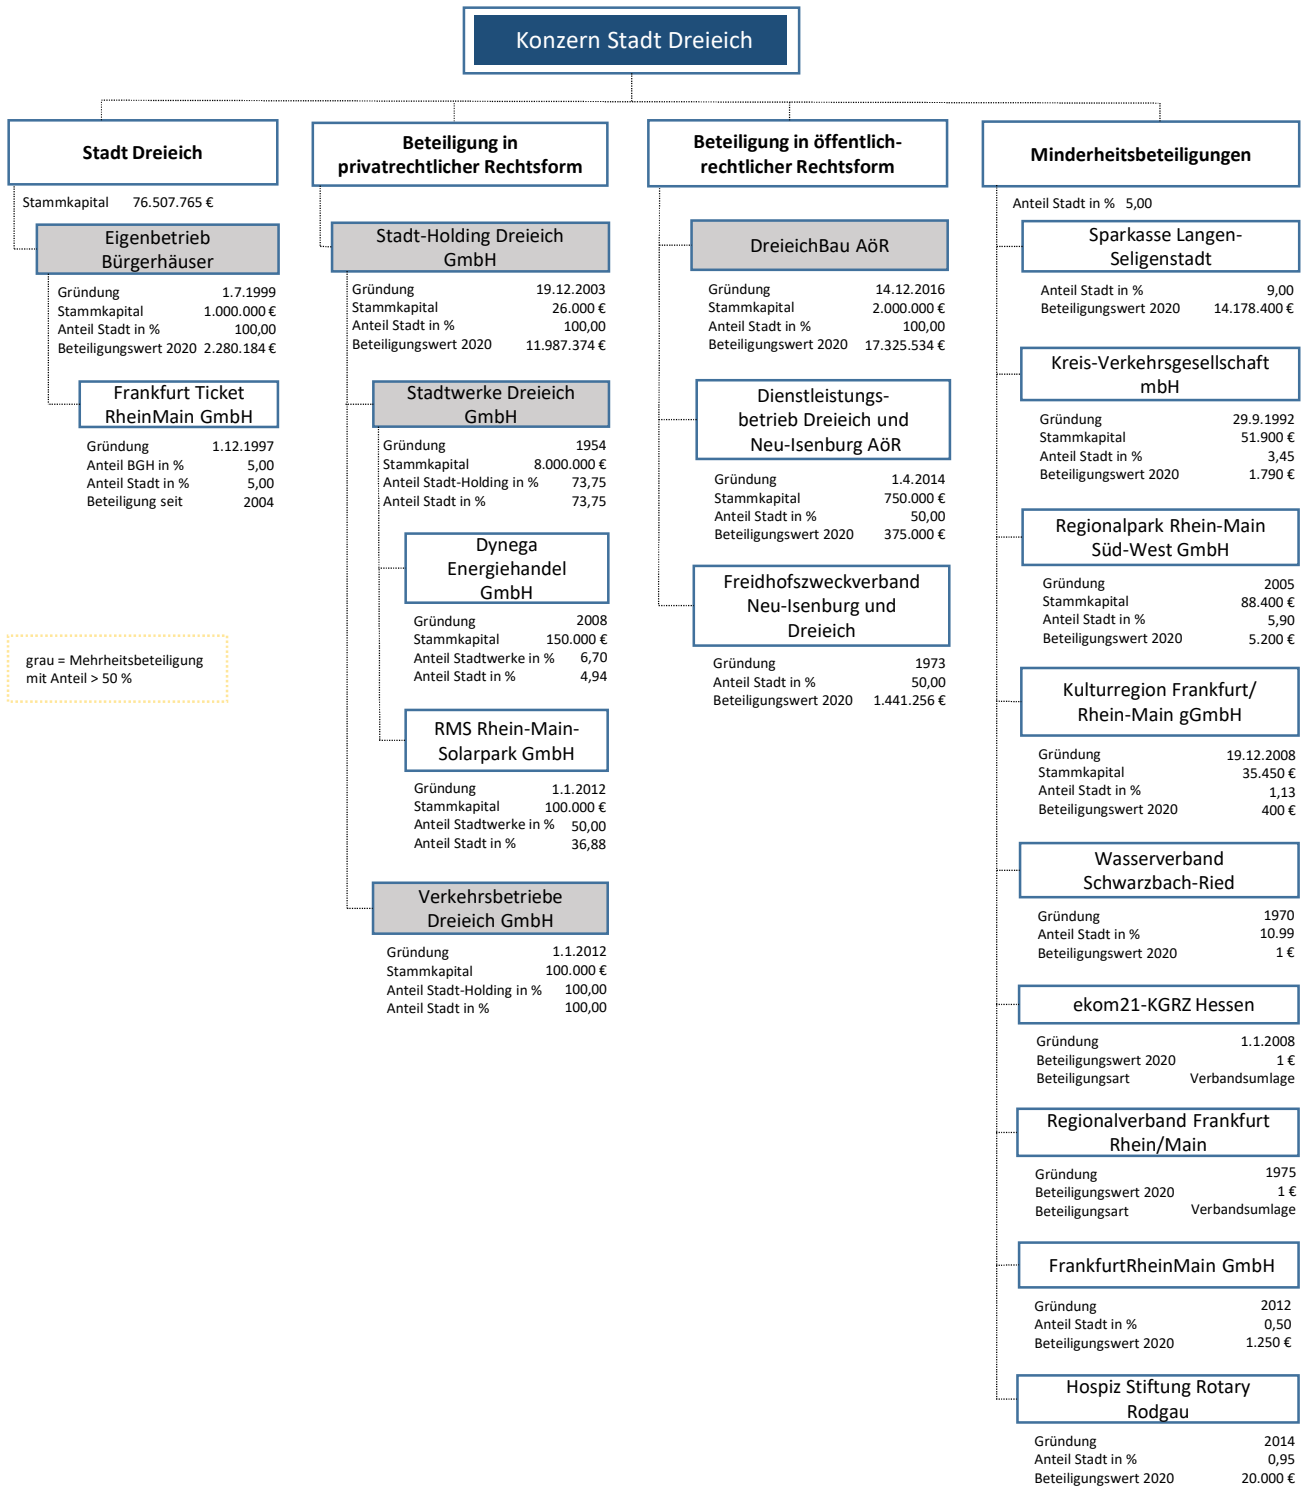 Konzern Stadt Dreieich
Stadt Dreieich
Stammkapital 76.507.765 €
Eigenbetrieb
Bürgerhäuser
Gründung 1.7.1999
Stammkapital 1.000.000 €
Anteil Stadt in % 100,00
Beteiligungswert 2020 2.280.184 €
Frankfurt Ticket
RheinMain GmbH
Gründung 1.12.1997
Anteil BGH in % 5,00
Anteil Stadt in % 5,00
Beteiligung seit 2004
grau = Mehrheitsbeteiligung
mit Anteil > 50 %
Beteiligung in
privatrechtlicher Rechtsform
Stadt-Holding Dreieich
GmbH
Gründung 19.12.2003
Stammkapital 26.000 €
Anteil Stadt in % 100,00
Beteiligungswert 2020 11.987.374 €
Stadtwerke Dreieich
GmbH
Gründung 1954
Stammkapital 8.000.000 €
Anteil Stadt-Holding in % 73,75
Anteil Stadt in % 73,75
Dynega
Energiehandel
GmbH
Gründung 2008
Stammkapital 150.000 €
Anteil Stadtwerke in % 6,70
Anteil Stadt in % 4,94
RMS Rhein-Main-
Solarpark GmbH
Gründung 1.1.2012
Stammkapital 100.000 €
Anteil Stadtwerke in % 50,00
Anteil Stadt in % 36,88
Verkehrsbetriebe
Dreieich GmbH
Gründung 1.1.2012
Stammkapital 100.000 €
Anteil Stadt-Holding in % 100,00
Anteil Stadt in % 100,00
Beteiligung in öffentlich-
rechtlicher Rechtsform
DreieichBau AöR
Gründung 14.12.2016
Stammkapital 2.000.000 €
Anteil Stadt in % 100,00
Beteiligungswert 2020 17.325.534 €
Dienstleistungs-
betrieb Dreieich und
Neu-Isenburg AöR
Gründung 1.4.2014
Stammkapital 750.000 €
Anteil Stadt in % 50,00
Beteiligungswert 2020 375.000 €
Freidhofszweckverband
Neu-Isenburg und
Dreieich
Gründung 1973
Anteil Stadt in % 50,00
Beteiligungswert 2020 1.441.256 €
Minderheitsbeteiligungen
Anteil Stadt in % 5,00
Sparkasse Langen-
Seligenstadt
Anteil Stadt in % 9,00
Beteiligungswert 2020 14.178.400 €
Kreis-Verkehrsgesellschaft
mbH
Gründung 29.9.1992
Stammkapital 51.900 €
Anteil Stadt in % 3,45
Beteiligungswert 2020 1.790 €
Regionalpark Rhein-Main
Süd-West GmbH
Gründung 2005
Stammkapital 88.400 €
Anteil Stadt in % 5,90
Beteiligungswert 2020 5.200 €
Kulturregion Frankfurt/
Rhein-Main gGmbH
Gründung 19.12.2008
Stammkapital 35.450 €
Anteil Stadt in % 1,13
Beteiligungswert 2020 400 €
Wasserverband
Schwarzbach-Ried
Gründung 1970
Anteil Stadt in % 10.99
Beteiligungswert 2020 1 €
ekom21-KGRZ Hessen
Gründung 1.1.2008
Beteiligungswert 2020 1 €
Beteiligungsart Verbandsumlage
Regionalverband Frankfurt
Rhein/Main
Gründung 1975
Beteiligungswert 2020 1 €
Beteiligungsart Verbandsumlage
FrankfurtRheinMain GmbH
Gründung 2012
Anteil Stadt in % 0,50
Beteiligungswert 2020 1.250 €
Hospiz Stiftung Rotary
Rodgau
Gründung 2014
Anteil Stadt in % 0,95
Beteiligungswert 2020 20.000 €